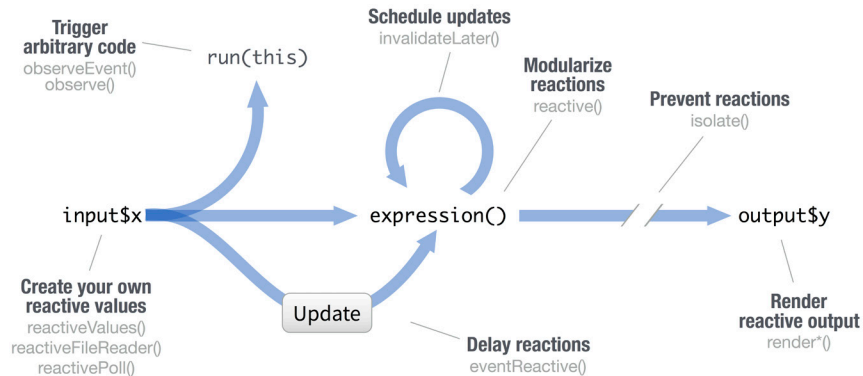 Trigger
arbitrary code
observeEvent()
observe()
run(this)
Schedule updates
invalidateLater()
Modularize
reactions
reactive()
Prevent reactions
isolate()
input$x
expression()
output$y
Create your own
reactive values
reactiveValues()
reactiveFileReader()
reactivePoll()
Update
Delay reactions
eventReactive()
Render
reactive output
render*()